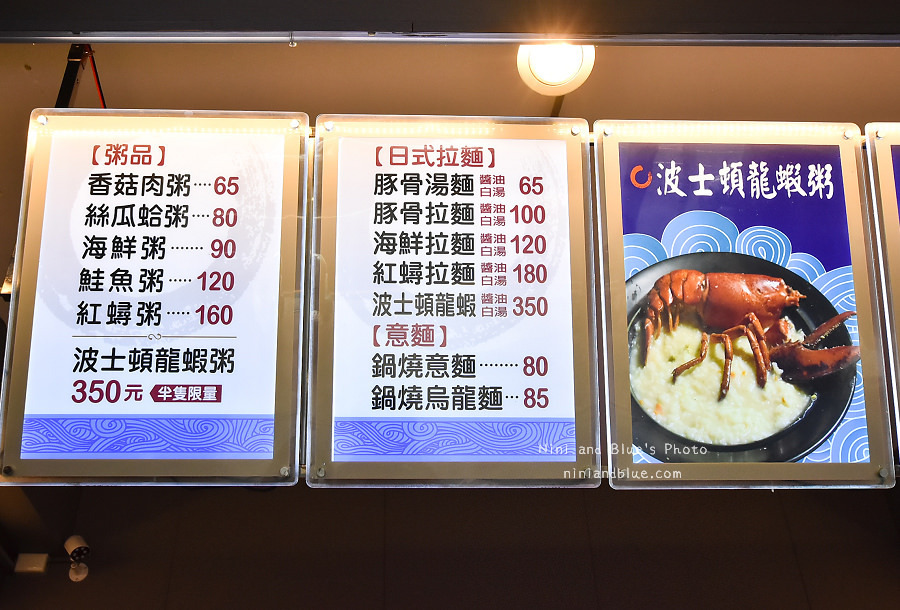 【粥品】
香菇肉粥····65
絲瓜蛤粥····80
海鮮粥·······90
鮭魚粥·····120
紅蟳粥·····160
波士頓龍蝦粥
350元 半隻限量
【日式拉麵】
豚骨湯麵 醬油 白湯 65
豚骨拉麵 醬油 白湯 100
海鮮拉麵 醬油 白湯 120
紅蟳拉麵 醬油 白湯 180
波士頓龍蝦 醬油 白湯 350
【意麵】
鍋燒意麵········80
鍋燒烏龍麵···85
波士頓龍蝦粥
Nini and Blue's Photo
niniandblue.com